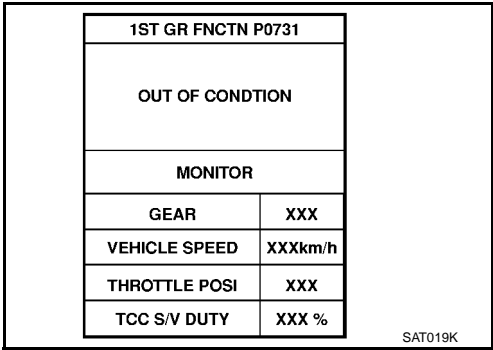 1ST GR FNCTN P0731
OUT OF CONDTION
MONITOR
GEAR XXX
VEHICLE SPEED XXXkm/h
THROTTLE POSI XXX
TCC S/V DUTY XXX %
SAT019K